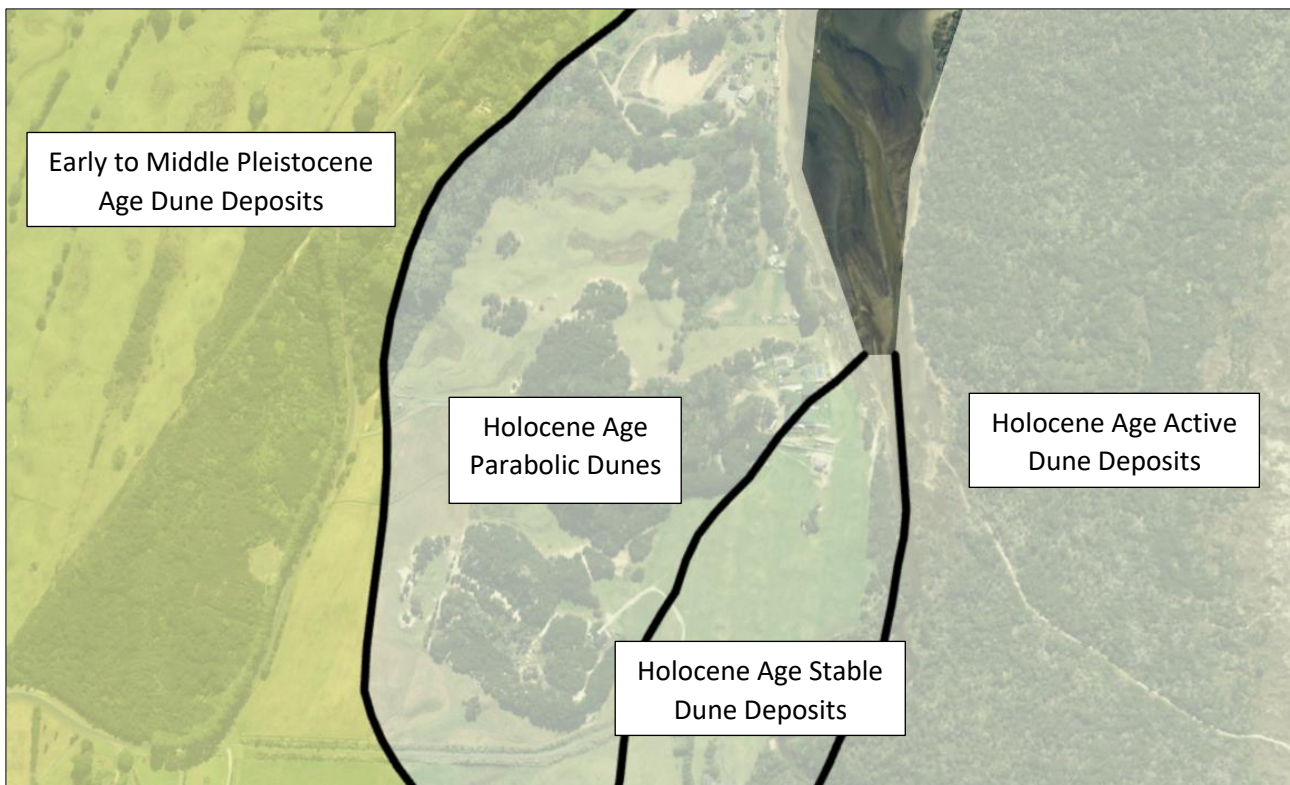 Early to Middle Pleistocene
Age Dune Deposits
Holocene Age
Parabolic Dunes
Holocene Age Active
Dune Deposits
Holocene Age Stable
Dune Deposits